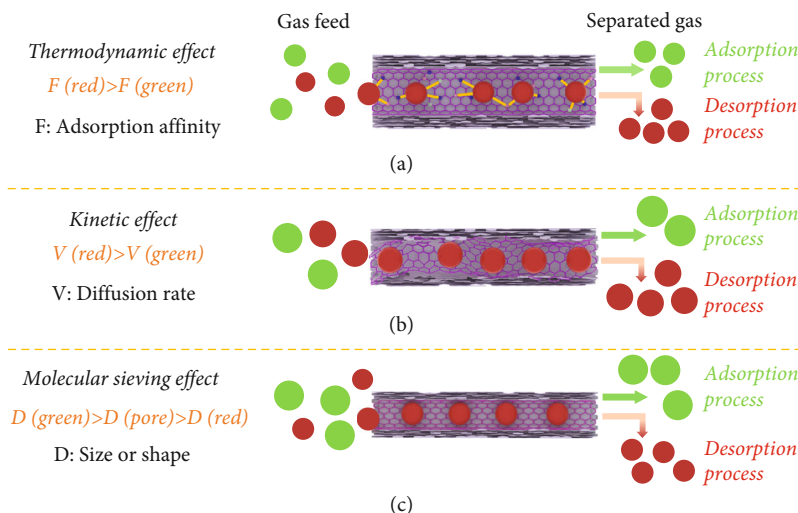 Gas feed
Separated gas
Thermodynamic effect
F (red)>F (green)
F: Adsorption affinity
Adsorption
process
Desorption
process
(a)
Kinetic effect
V (red)>V (green)
V: Diffusion rate
Adsorption
process
Desorption
process
(b)
Molecular sieving effect
D (green)>D (pore)>D (red)
D: Size or shape
Adsorption
process
Desorption
process
(c)